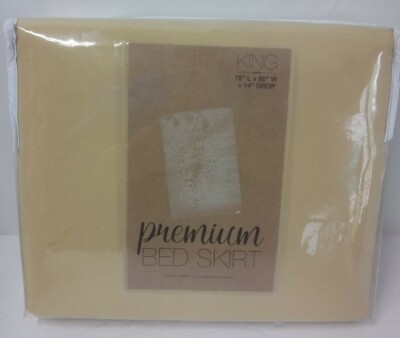 KING
78" L x 80" W
x 14" DROP
premium
BED SKIRT